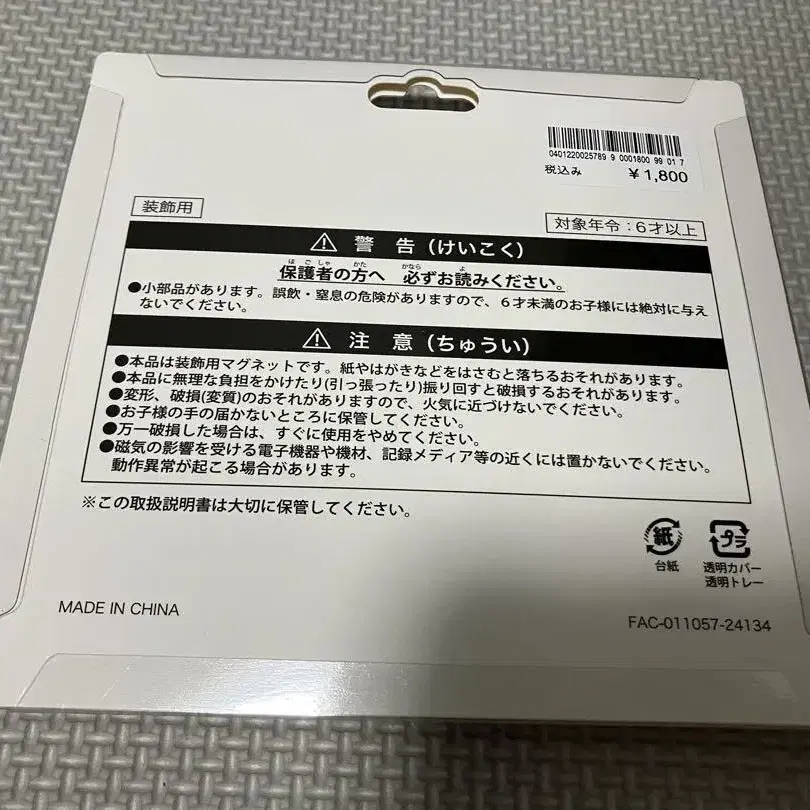 0401220025789 9 0001800 99 01 7
税込み ￥1,800
装飾用
対象年令：6才以上
警 告（けいこく）
ほごしゃ かた かなら よ
保護者の方へ 必ずお読みください。
●小部品があります。誤飲・窒息の危険がありますので、6才未満のお子様には絶対に与え
ないでください。
注 意（ちゅうい）
●本品は装飾用マグネットです。紙やはがきなどをはさむと落ちるおそれがあります。
●本品に無理な負担をかけたり(引っ張ったり)振り回すと破損するおそれがあります。
●変形、破損(変質)のおそれがありますので、火気に近づけないでください。
●お子様の手の届かないところに保管してください。
●万一破損した場合は、すぐに使用をやめてください。
●磁気の影響を受ける電子機器や機材、記録メディア等の近くには置かないでください。
動作異常が起こる場合があります。
※この取扱説明書は大切に保管してください。
紙
台紙
プラ
透明カバー
透明トレー
MADE IN CHINA
FAC-011057-24134